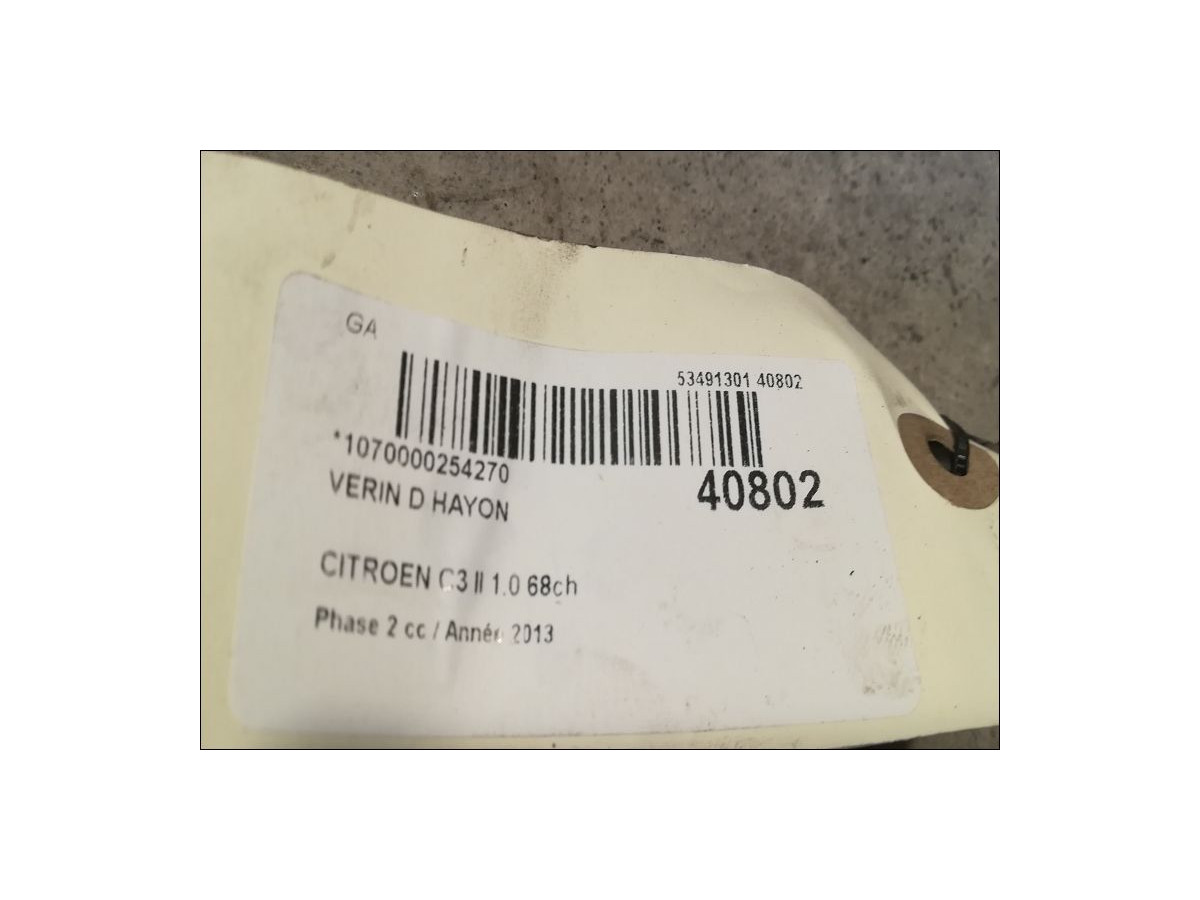 GA
53491301 40802
*1070000254270
40802
VERIN D HAYON
CITROEN C3 II 1.0 68ch
Phase 2 cc / Année 2013